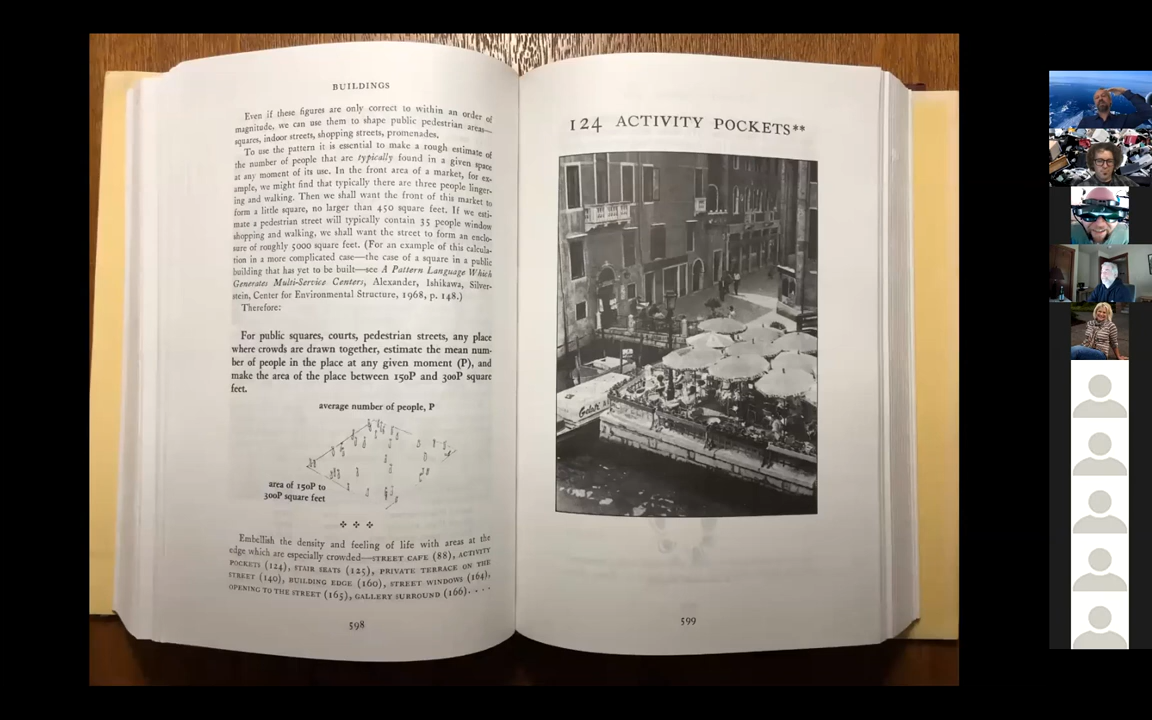 BUILDINGS
Even if these figures are only correct to within an order of
magnitude, we can use them to shape public pedestrian areas—
squares, indoor streets, shopping streets, promenades.
To use the pattern it is essential to make a rough estimate of
the number of people that are typically found in a given space
at any moment of its use. In the front area of a market, for ex-
ample, we might find that typically there are three people linger-
ing and walking. Then we shall want the front of this market to
form a little square, no larger than 450 square feet. If we esti-
mate a pedestrian street will typically contain 35 people window
shopping and walking, we shall want the street to form an enclo-
sure of roughly 5000 square feet. (For an example of this calcula-
tion in a more complicated case—the case of a square in a public
building that has yet to be built—see A Pattern Language Which
Generates Multi-Service Centers, Alexander, Ishikawa, Silver-
stein, Center for Environmental Structure, 1968, p. 148.)
Therefore:
For public squares, courts, pedestrian streets, any place
where crowds are drawn together, estimate the mean num-
ber of people in the place at any given moment (P), and
make the area of the place between 150P and 300P square
feet.
average number of people, P
area of 150P to
300P square feet
Embellish the density and feeling of life with areas at the
edge which are especially crowded—STREET CAFE (88), ACTIVITY
POCKETS (124), STAIR SEATS (125), PRIVATE TERRACE ON THE
STREET (140), BUILDING EDGE (160), STREET WINDOWS (164),
OPENING TO THE STREET (165), GALLERY SURROUND (166). . . .
598
124 ACTIVITY POCKETS**
Gelati
599